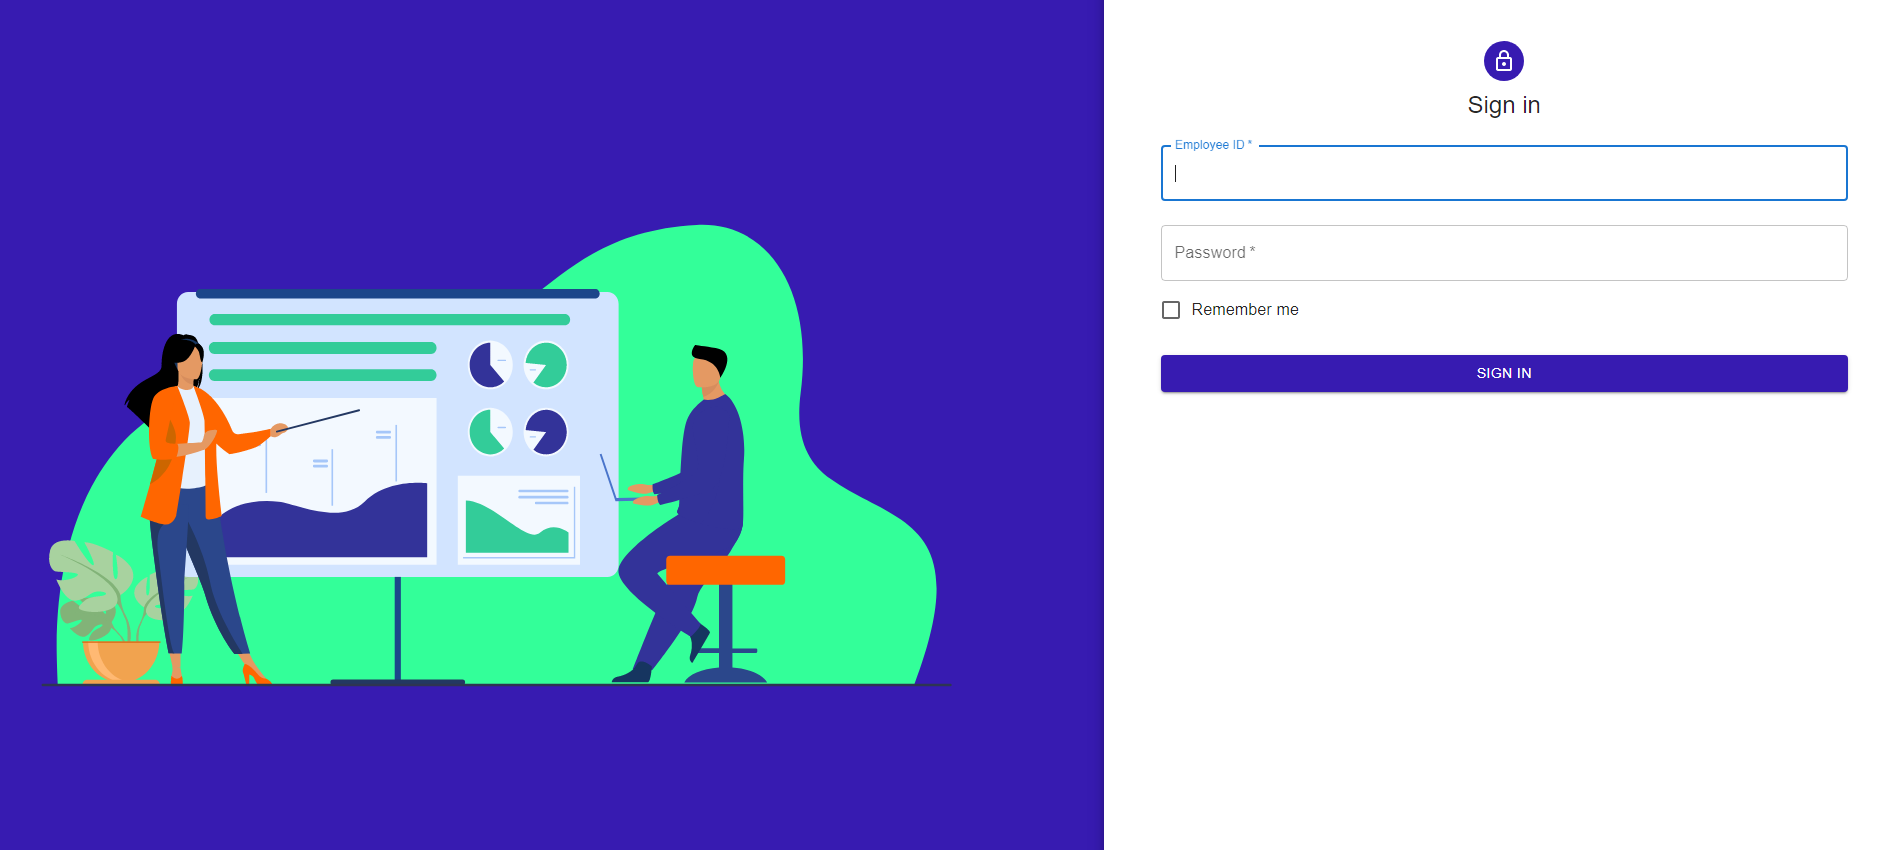 Sign in
Employee ID *
Password *
Remember me
SIGN IN